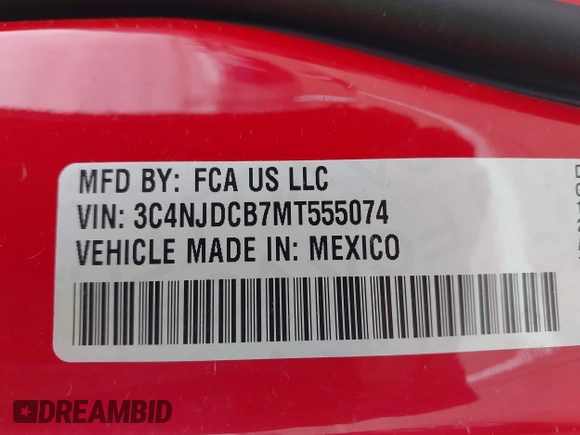 MFD BY: FCA US LLC
VIN: 3C4NJDCB7MT555074
VEHICLE MADE IN: MEXICO
DREAMBID